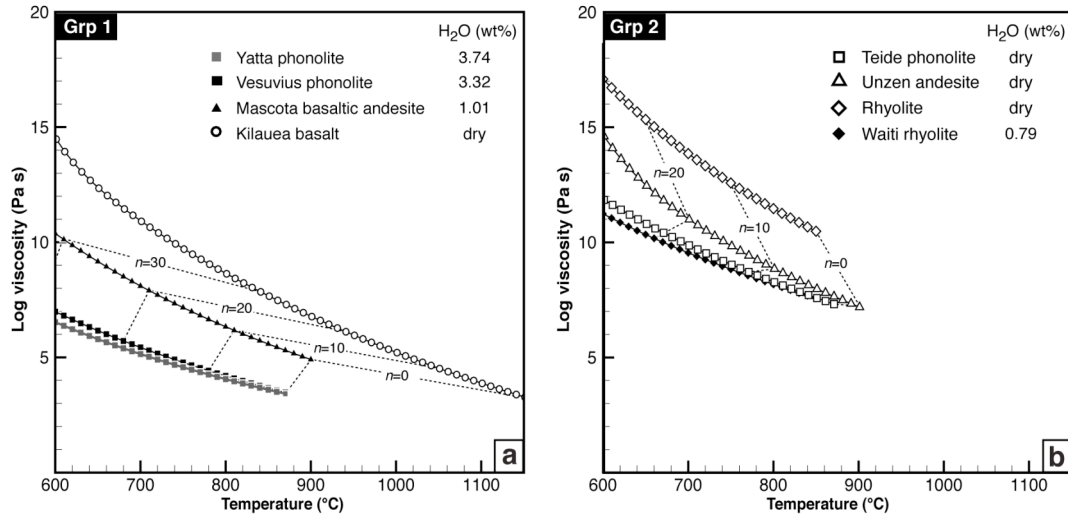 Grp 1
H2O (wt%)
Yatta phonolite 3.74
Vesuvius phonolite 3.32
Mascota basaltic andesite 1.01
Kilauea basalt dry
20
15
10
5
Log viscosity (Pa s)
n=30
n=20
n=10
n=0
a
600 700 800 900 1000 1100
Temperature (°C)
Grp 2
H2O (wt%)
Teide phonolite dry
Unzen andesite dry
Rhyolite dry
Waiti rhyolite 0.79
20
15
10
5
Log viscosity (Pa s)
n=20
n=10
n=0
b
600 700 800 900 1000 1100
Temperature (°C)